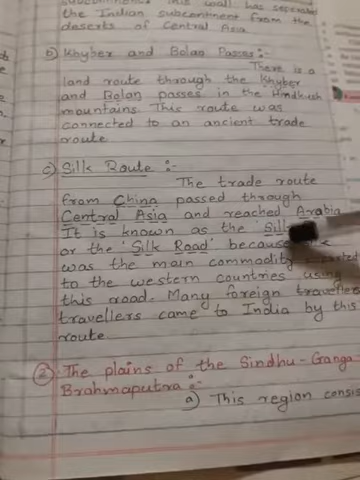 the Indian subcontinent from the
deserts of Central Asia
b) Khyber and Bolan Passes :-
There is a
land route through the Khyber
and Bolan passes in the Hindkush
mountains. This route was
connected to an ancient trade
route
c) Silk Route :-
The trade route
from China passed through
Central Asia and reached Arabia
It is known as the 'Silk
or the 'Silk Road' because
was the main commodity
to the western countries using
this road. Many foreign
travellers came to India by this
route
2) The plains of the Sindhu-Ganga-
Brahmaputra :-
a) This region consis